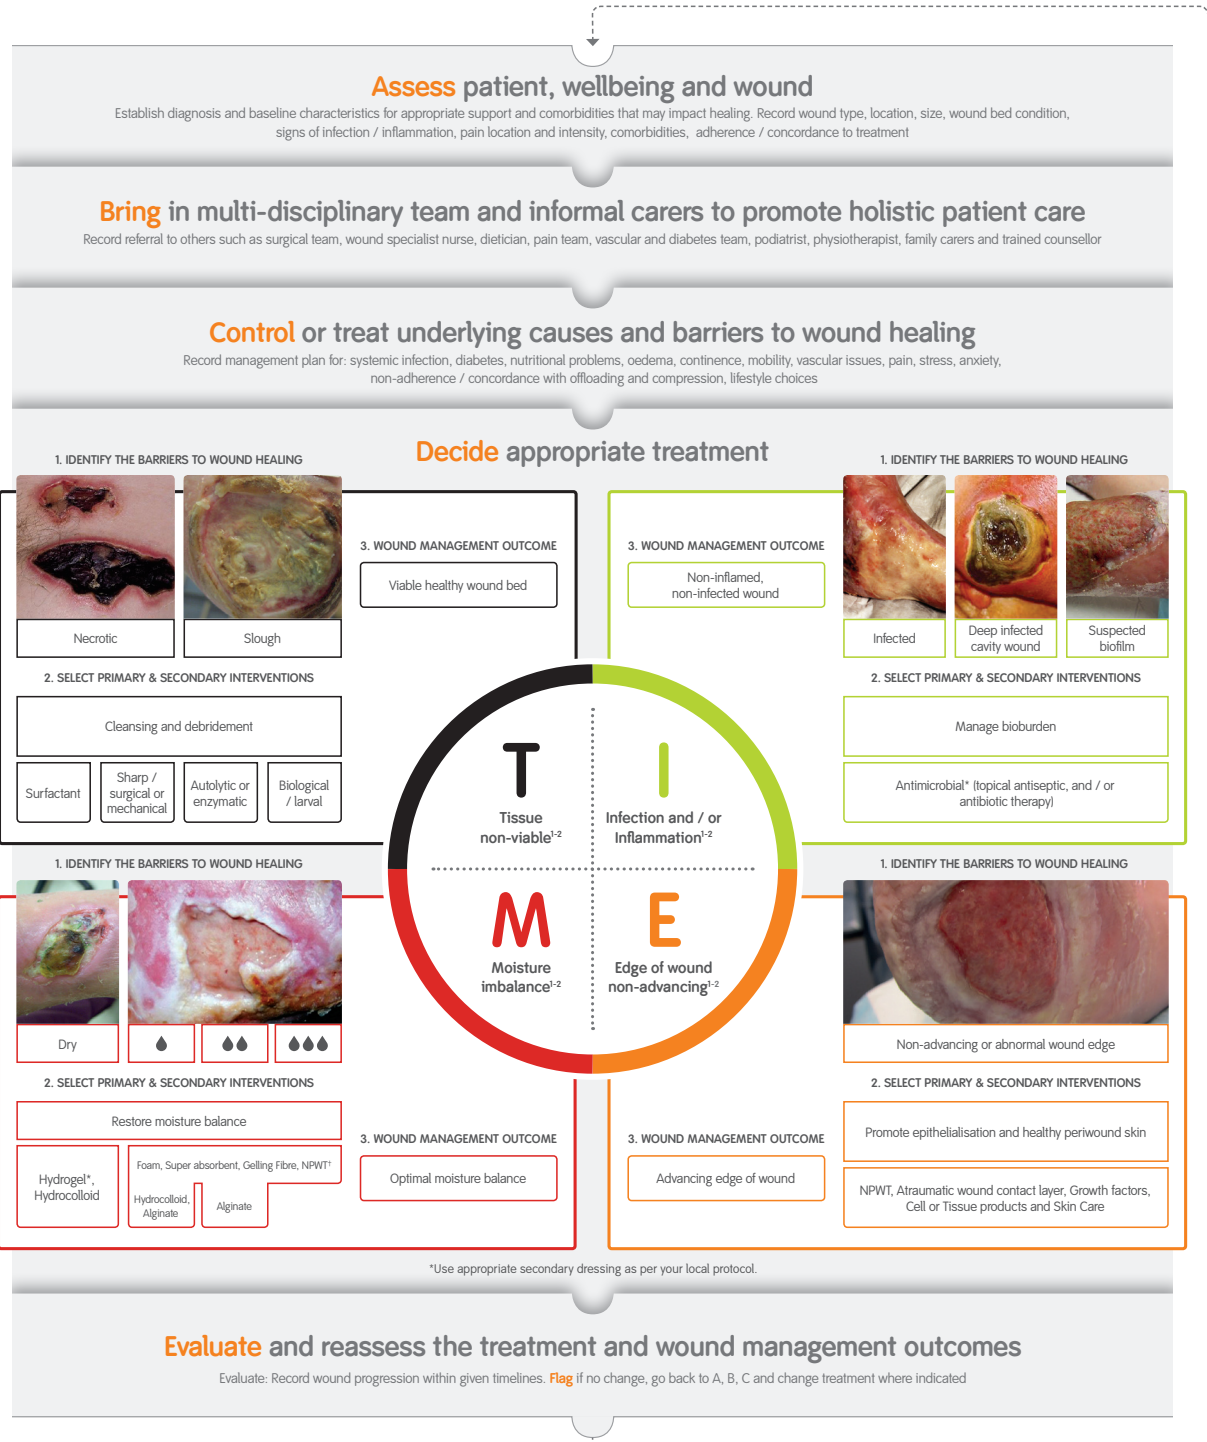 Assess patient, wellbeing and wound
Establish diagnosis and baseline characteristics for appropriate support and comorbidities that may impact healing. Record wound type, location, size, wound bed condition,
signs of infection / inflammation, pain location and intensity, comorbidities, adherence / concordance to treatment
Bring in multi-disciplinary team and informal carers to promote holistic patient care
Record referral to others such as surgical team, wound specialist nurse, dietician, pain team, vascular and diabetes team, podiatrist, physiotherapist, family carers and trained counsellor
Control or treat underlying causes and barriers to wound healing
Record management plan for: systemic infection, diabetes, nutritional problems, oedema, continence, mobility, vascular issues, pain, stress, anxiety,
non-adherence / concordance with offloading and compression, lifestyle choices
Decide appropriate treatment
1. IDENTIFY THE BARRIERS TO WOUND HEALING
Necrotic
Slough
2. SELECT PRIMARY & SECONDARY INTERVENTIONS
Cleansing and debridement
Surfactant
Sharp /
surgical or
mechanical
Autolytic or
enzymatic
Biological
/ larval
3. WOUND MANAGEMENT OUTCOME
Viable healthy wound bed
3. WOUND MANAGEMENT OUTCOME
Non-inflamed,
non-infected wound
1. IDENTIFY THE BARRIERS TO WOUND HEALING
Infected
Deep infected
cavity wound
Suspected
biofilm
2. SELECT PRIMARY & SECONDARY INTERVENTIONS
Manage bioburden
Antimicrobial* (topical antiseptic, and / or
antibiotic therapy)
T
Tissue
non-viable1-2
I
Infection and / or
Inflammation1-2
M
Moisture
imbalance1-2
E
Edge of wound
non-advancing1-2
1. IDENTIFY THE BARRIERS TO WOUND HEALING
Dry
2. SELECT PRIMARY & SECONDARY INTERVENTIONS
Restore moisture balance
Hydrogel*,
Hydrocolloid
Foam, Super absorbent, Gelling Fibre, NPWT†
Hydrocolloid,
Alginate
Alginate
3. WOUND MANAGEMENT OUTCOME
Optimal moisture balance
3. WOUND MANAGEMENT OUTCOME
Advancing edge of wound
1. IDENTIFY THE BARRIERS TO WOUND HEALING
Non-advancing or abnormal wound edge
2. SELECT PRIMARY & SECONDARY INTERVENTIONS
Promote epithelialisation and healthy periwound skin
NPWT, Atraumatic wound contact layer, Growth factors,
Cell or Tissue products and Skin Care
*Use appropriate secondary dressing as per your local protocol.
Evaluate and reassess the treatment and wound management outcomes
Evaluate: Record wound progression within given timelines. Flag if no change, go back to A, B, C and change treatment where indicated